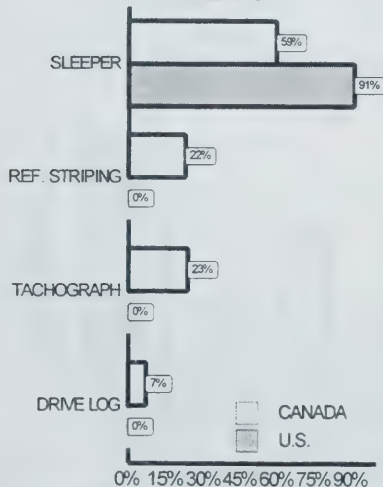 59%
SLEEPER
91%
22%
REF. STRIPING
0%
23%
TACHOGRAPH
0%
7%
DRIVE LOG
0%
CANADA
U.S.
0% 15% 30% 45% 60% 75% 90%